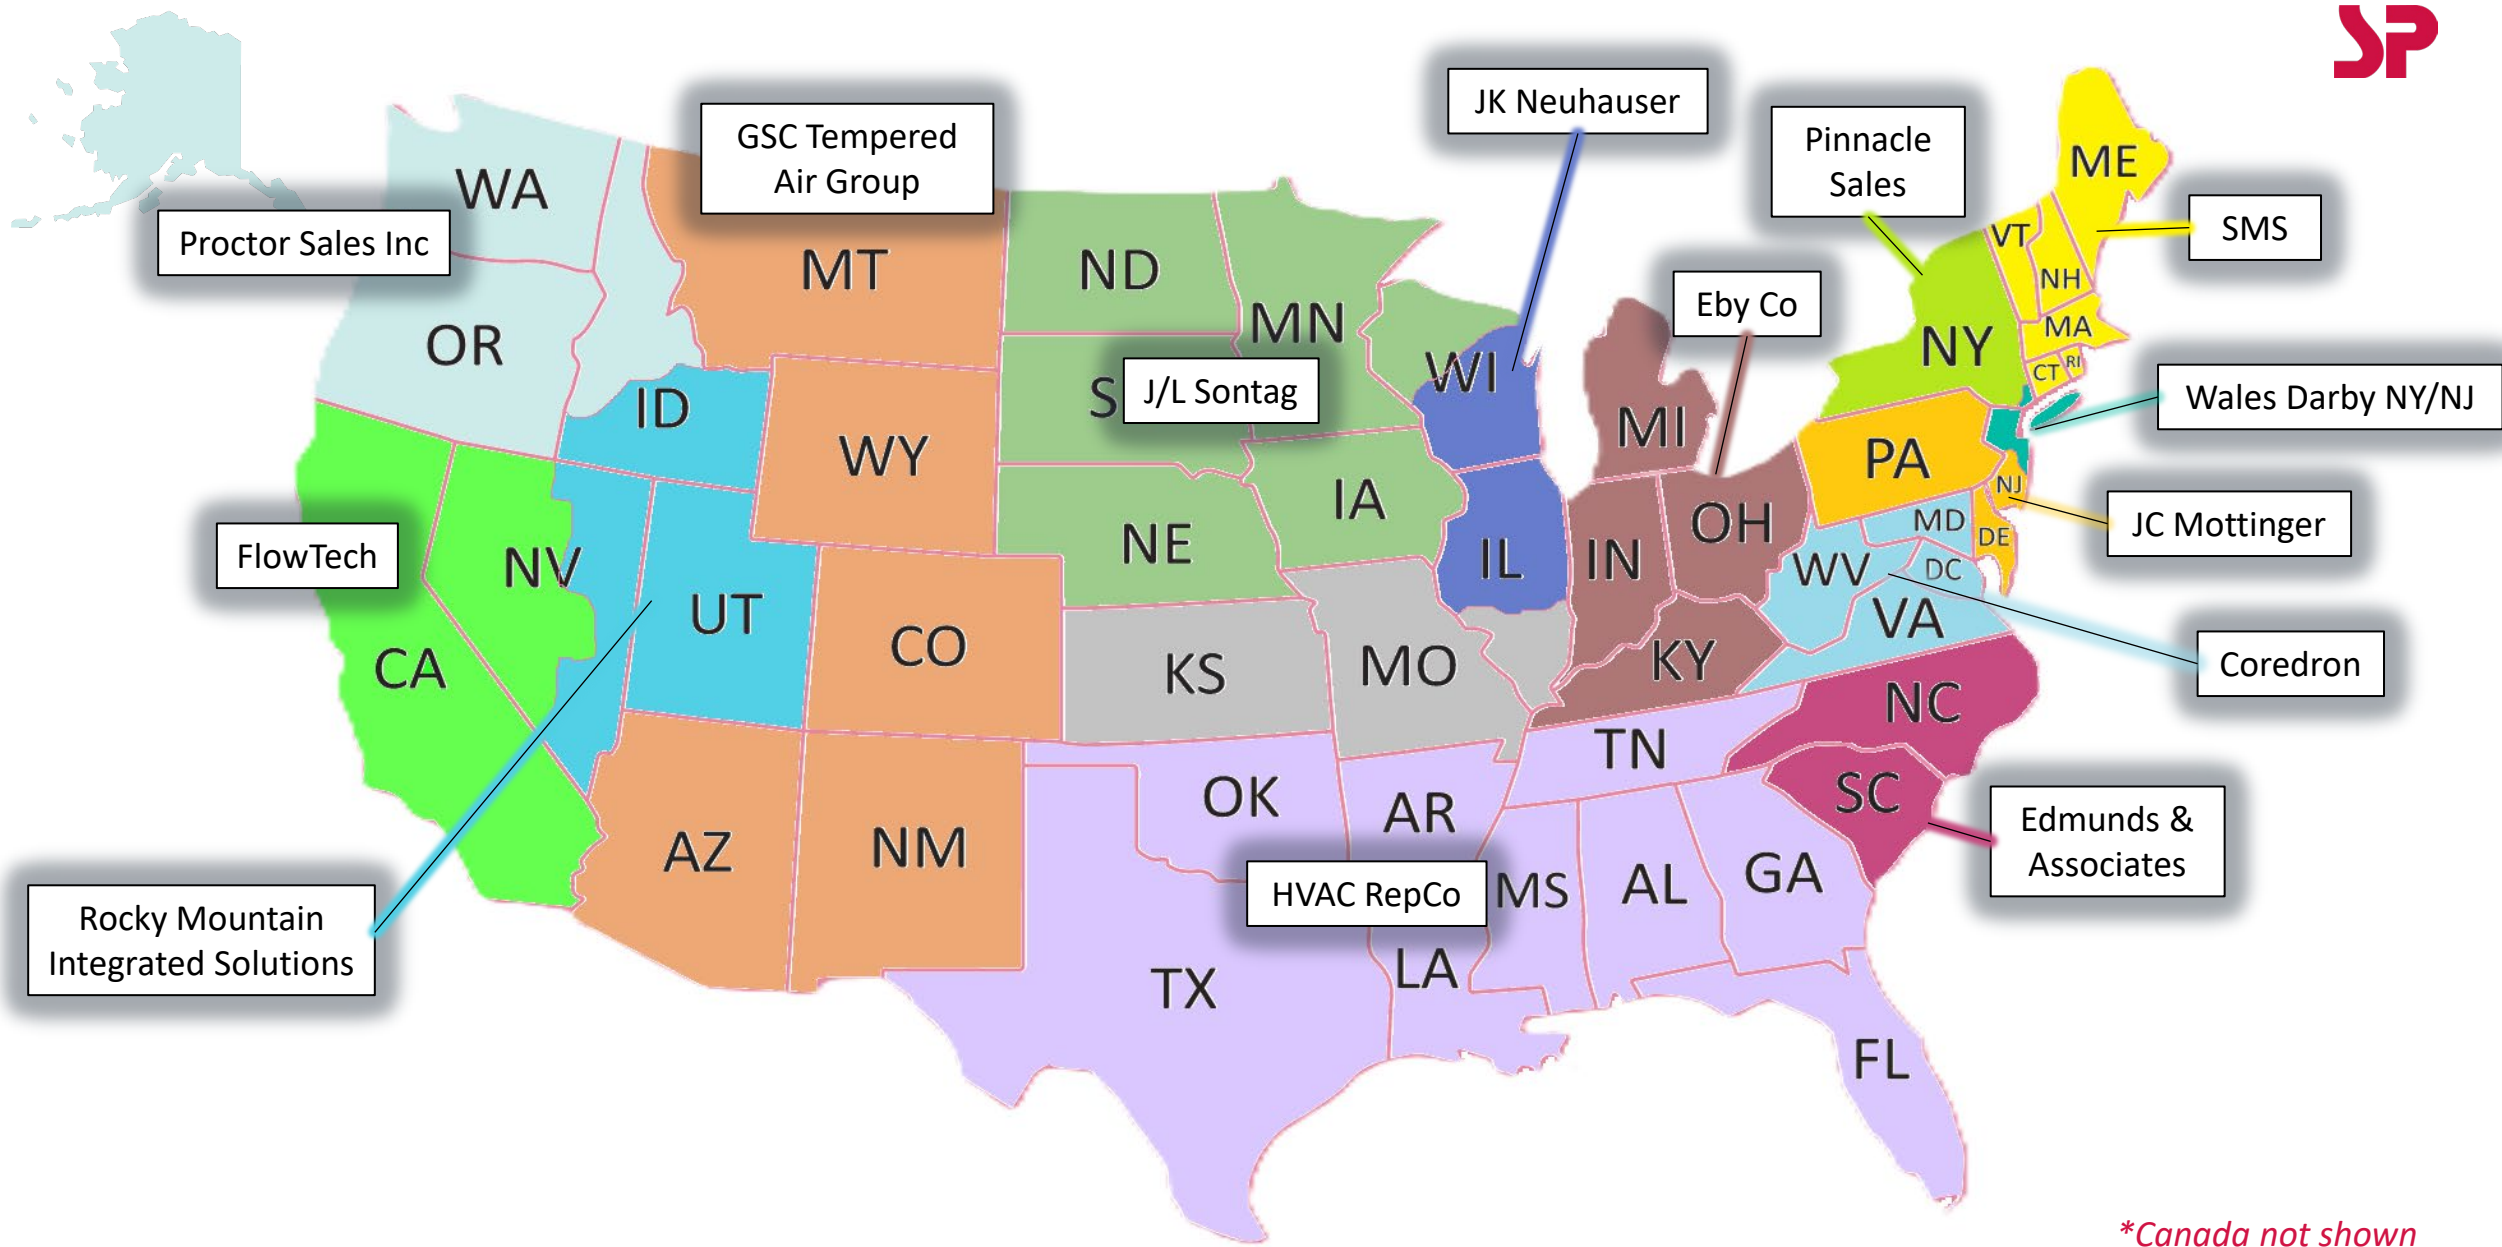 SP
JK Neuhauser
GSC Tempered
Air Group
Pinnacle
Sales
ME
WA
SMS
Proctor Sales Inc
VT
MT
ND
NH
Eby Co
MN
MA
OR
NY
RI
CT
WI
ID
S
J/L Sontag
Wales Darby NY/NJ
MI
WY
PA
NJ
IA
OH
MD
JC Mottinger
DE
NE
FlowTech
NV
IL
IN
WV
DC
UT
VA
CO
CA
KS
MO
KY
Coredron
NC
TN
OK
SC
AR
Edmunds &
Associates
AZ
NM
GA
HVAC RepCo
MS
AL
Rocky Mountain
Integrated Solutions
LA
TX
FL
*Canada not shown